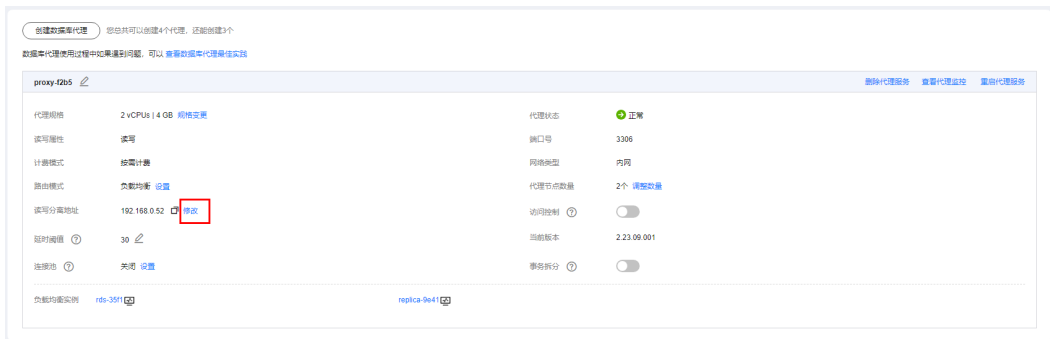 创建数据库代理 您总共可以创建4个代理，还能创建3个
数据库代理使用过程中如果遇到问题，可以 查看数据库代理最佳实践
proxy-f2b5 删除代理服务 查看代理监控 重启代理服务
代理规格 2 vCPUs | 4 GB 规格变更 代理状态 正常
读写属性 读写 端口号 3306
计费模式 按需计费 网络类型 内网
路由模式 负载均衡 设置 代理节点数量 2个 调整数量
读写分离地址 192.168.0.52 修改 访问控制 ?
延时阈值 ? 30 当前版本 2.23.09.001
连接池 ? 关闭 设置 事务拆分 ?
负载均衡实例 rds-35f1 replica-9e41